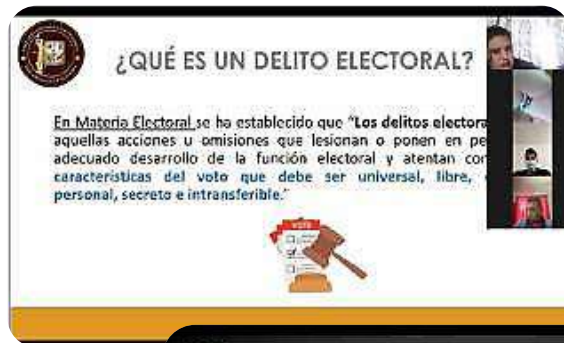 ¿QUÉ ES UN DELITO ELECTORAL?
En Materia Electoral se ha establecido que "Los delitos electora
aquellas acciones u omisiones que lesionan o ponen en pe
adecuado desarrollo de la función electoral y atentan con
características del voto que debe ser universal, libre,
personal, secreto e intransferible."
VOTE